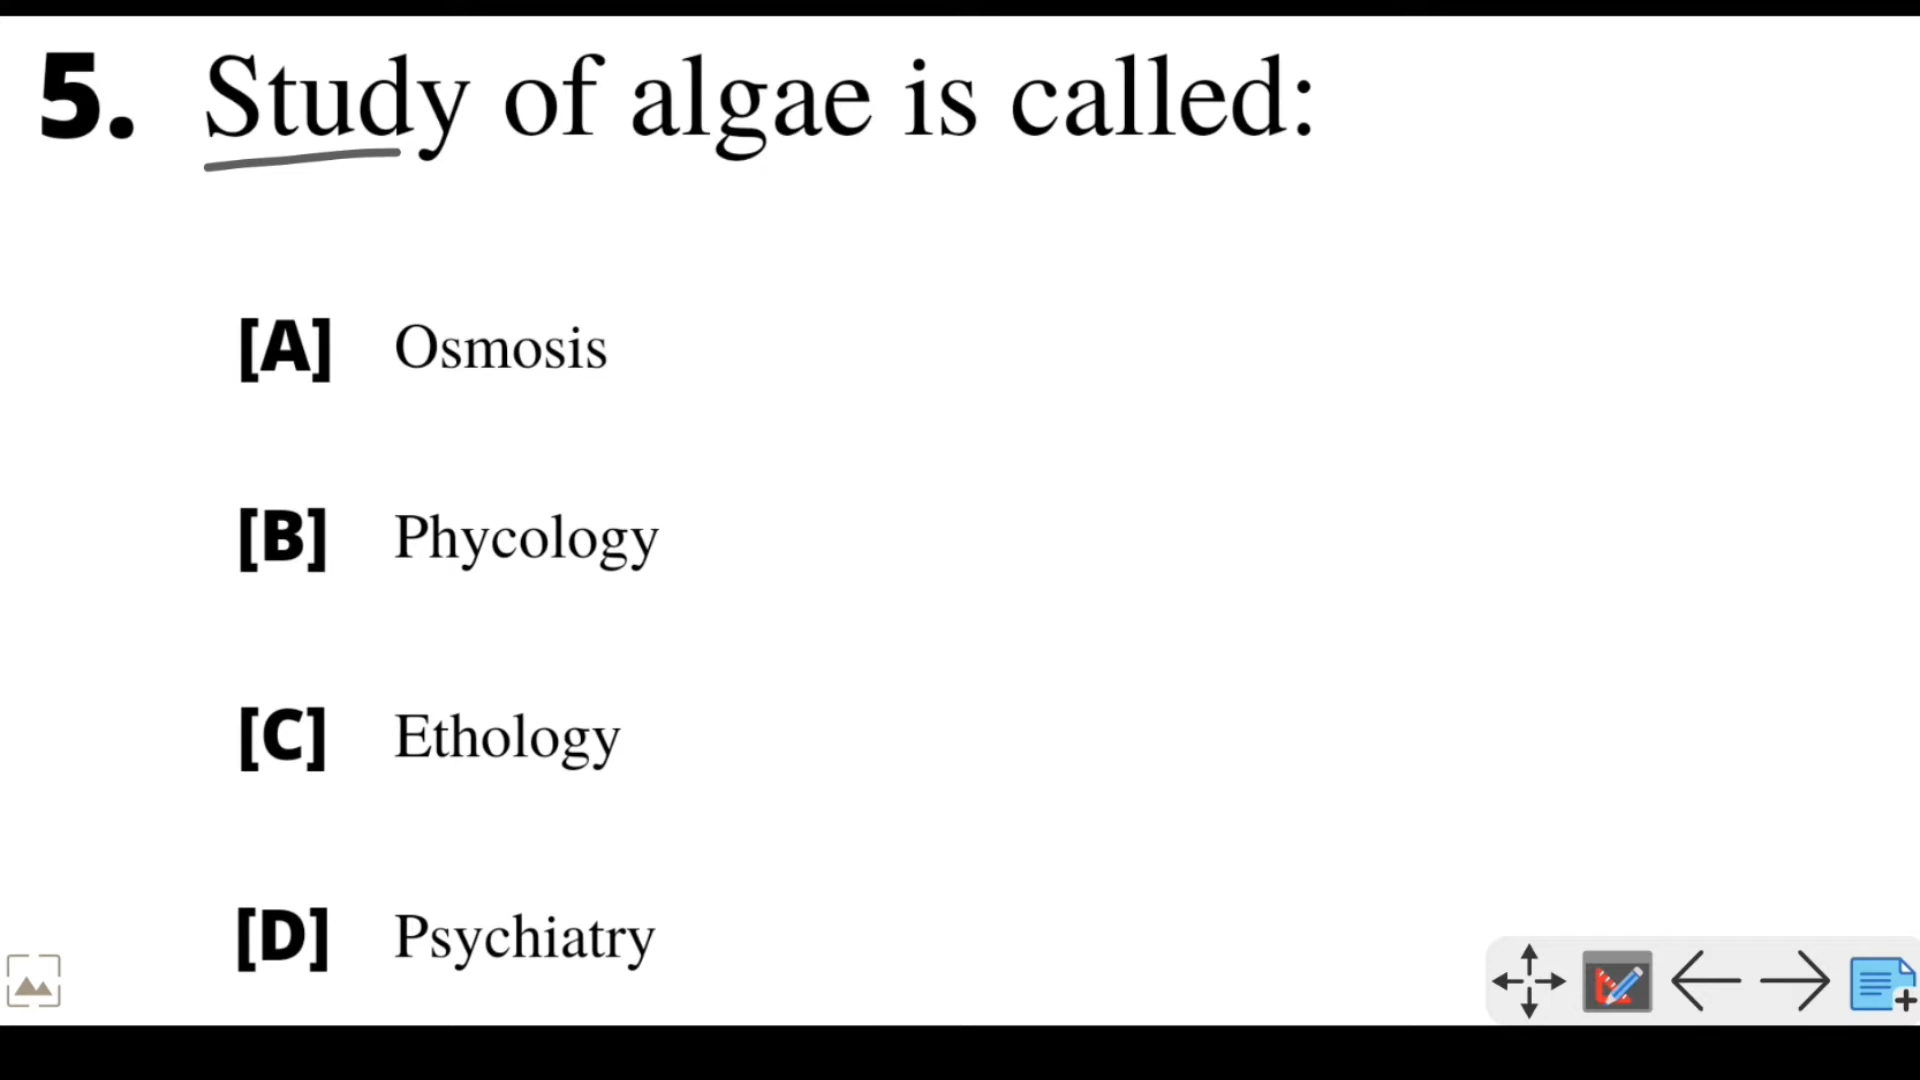 5. Study of algae is called:
[A] Osmosis
[B] Phycology
[C] Ethology
[D] Psychiatry